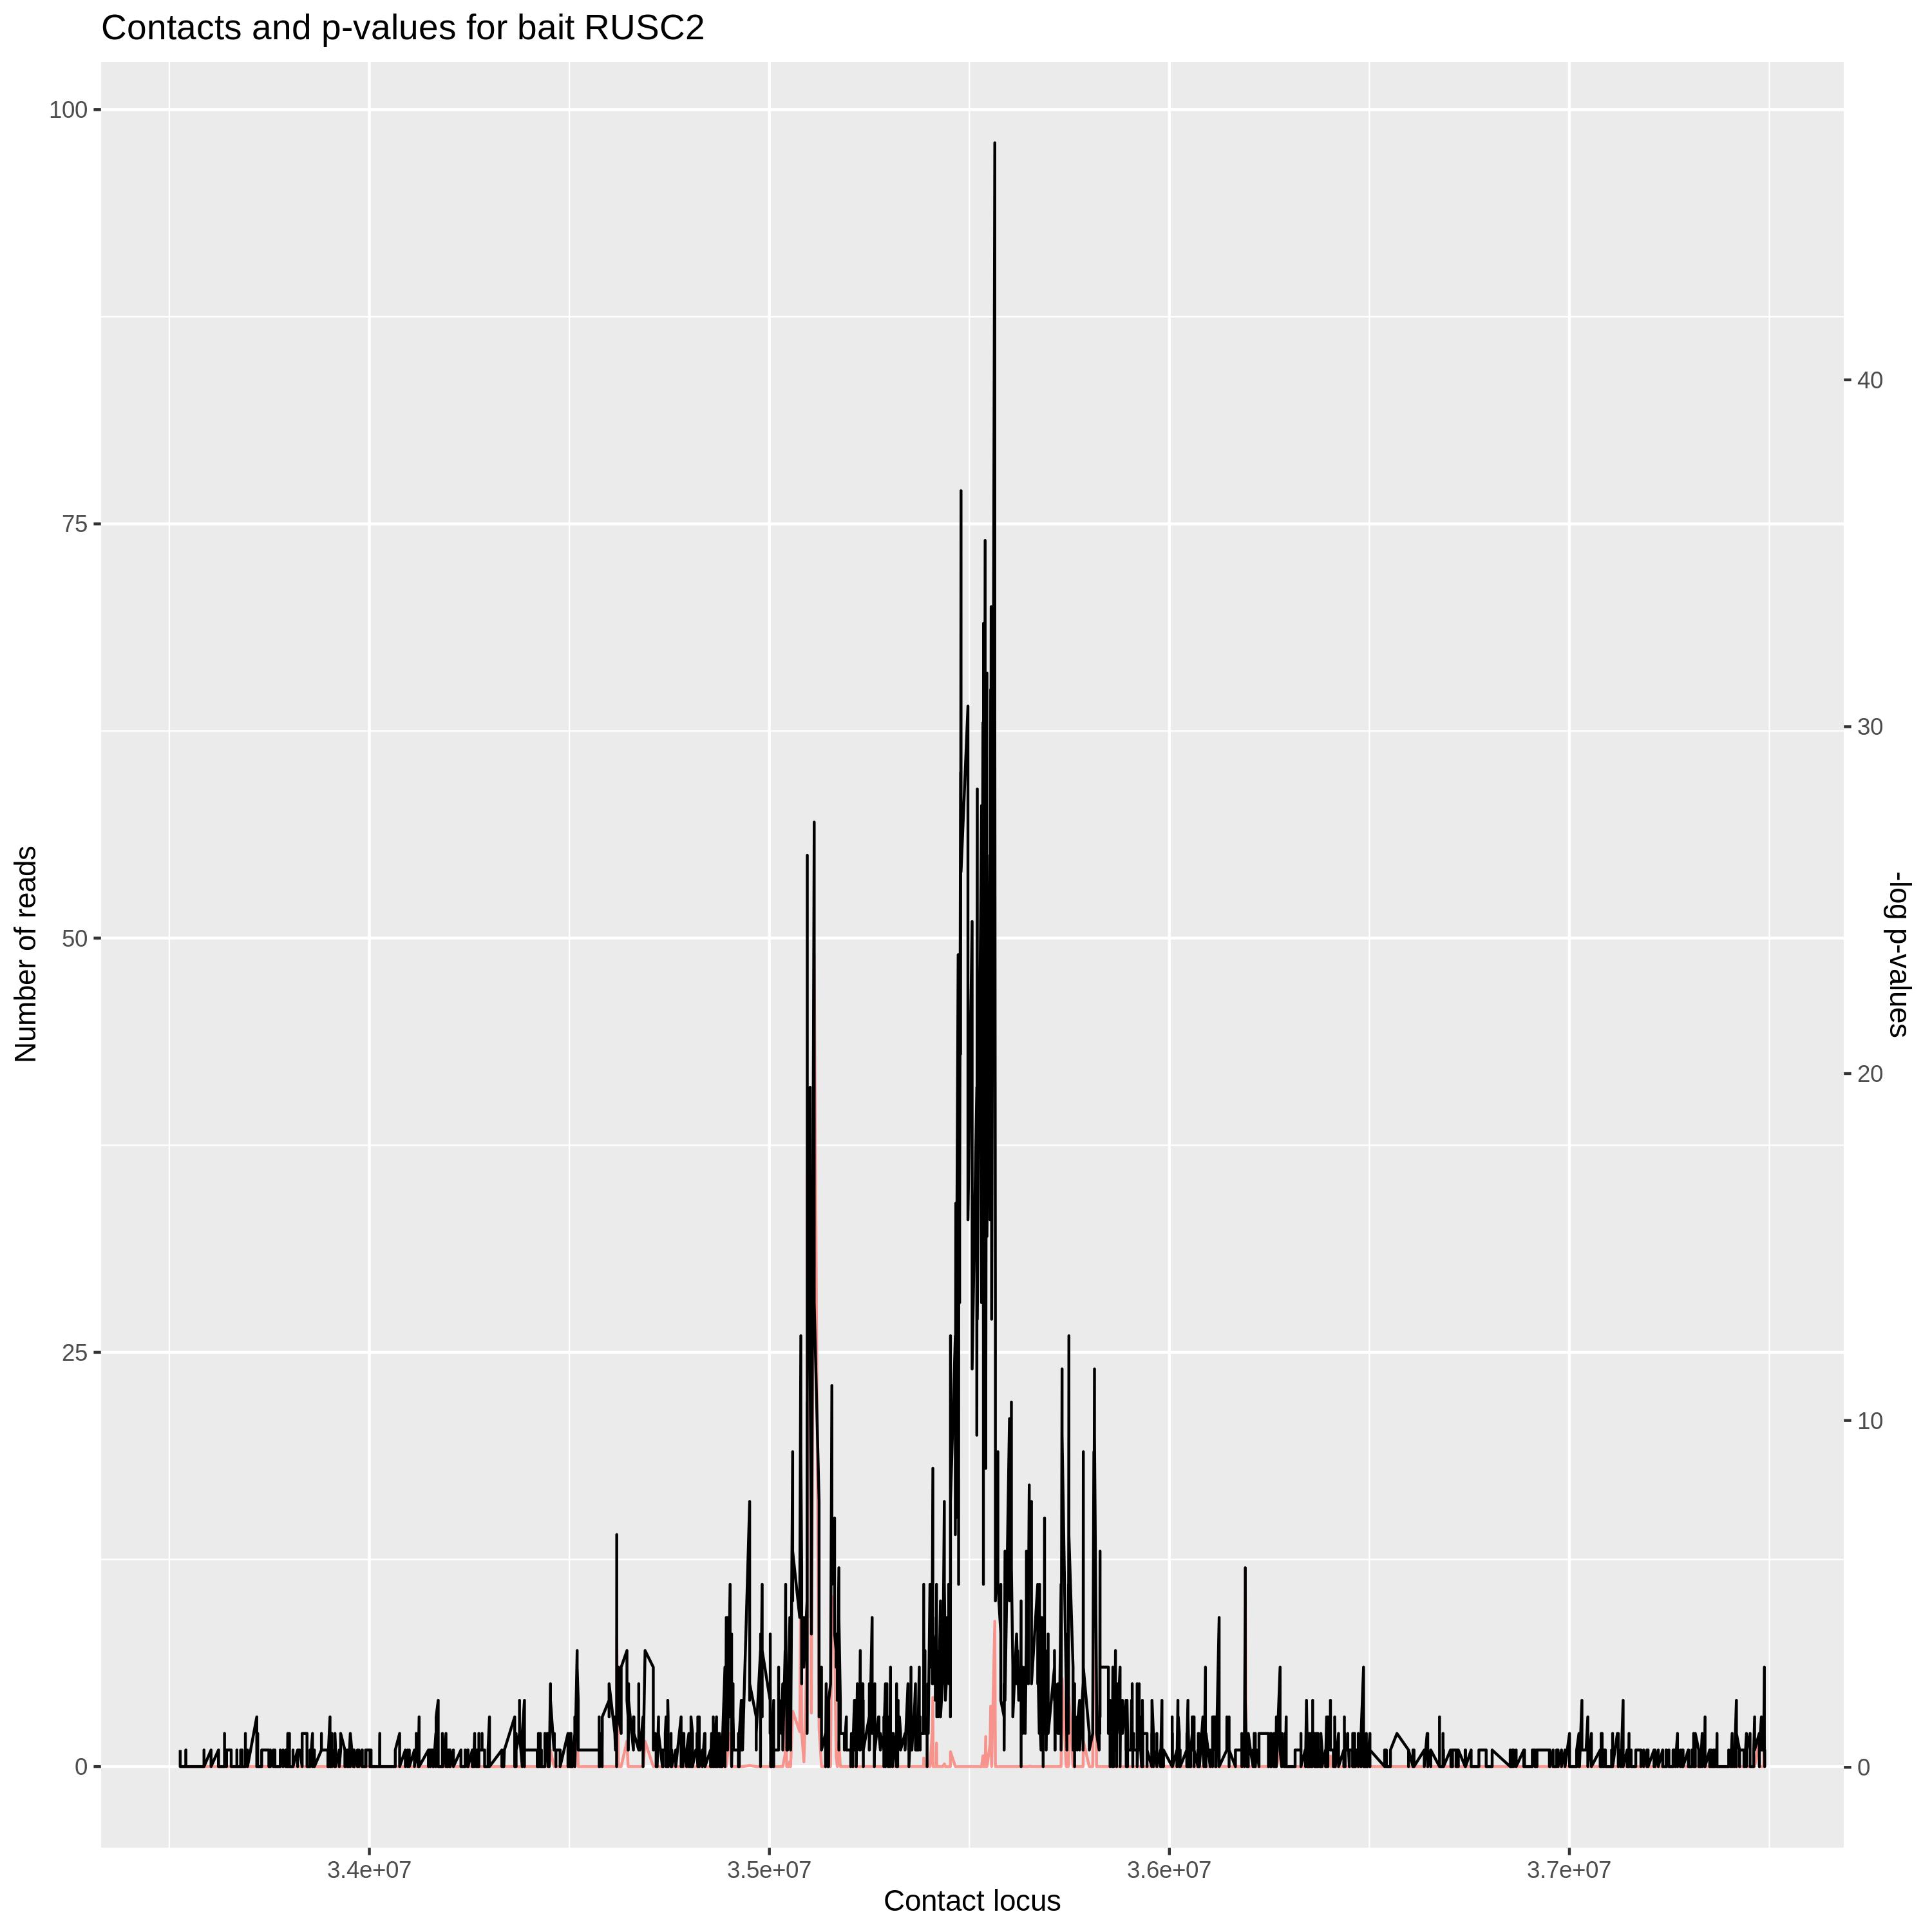 Contacts and p-values for bait RUSC2
100
75
50
25
0
Number of reads
40
30
20
10
0
-log p-values
3.4e+07 3.5e+07 3.6e+07 3.7e+07
Contact locus